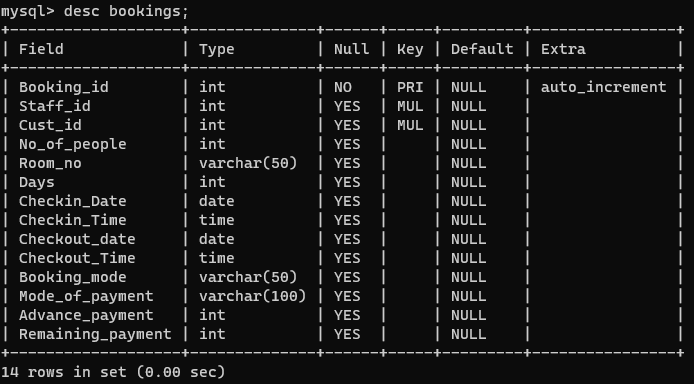 mysql> desc bookings;
+-------------------+--------------+------+-----+---------+----------------+
| Field             | Type         | Null | Key | Default | Extra          |
+-------------------+--------------+------+-----+---------+----------------+
| Booking_id        | int          | NO   | PRI | NULL    | auto_increment |
| Staff_id          | int          | YES  | MUL | NULL    |                |
| Cust_id           | int          | YES  | MUL | NULL    |                |
| No_of_people      | int          | YES  |     | NULL    |                |
| Room_no           | varchar(50)  | YES  |     | NULL    |                |
| Days              | int          | YES  |     | NULL    |                |
| Checkin_Date      | date         | YES  |     | NULL    |                |
| Checkin_Time      | time         | YES  |     | NULL    |                |
| Checkout_date     | date         | YES  |     | NULL    |                |
| Checkout_Time     | time         | YES  |     | NULL    |                |
| Booking_mode      | varchar(50)  | YES  |     | NULL    |                |
| Mode_of_payment   | varchar(100) | YES  |     | NULL    |                |
| Advance_payment   | int          | YES  |     | NULL    |                |
| Remaining_payment | int          | YES  |     | NULL    |                |
+-------------------+--------------+------+-----+---------+----------------+
14 rows in set (0.00 sec)